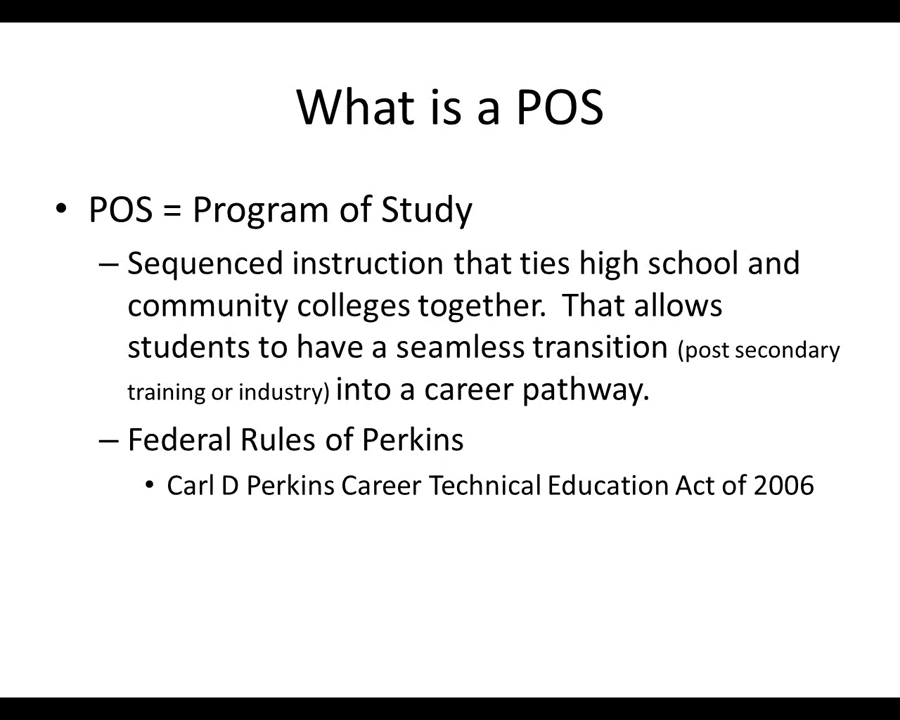 What is a POS
• POS = Program of Study
– Sequenced instruction that ties high school and
community colleges together.  That allows
students to have a seamless transition (post secondary
training or industry) into a career pathway.
– Federal Rules of Perkins
• Carl D Perkins Career Technical Education Act of 2006